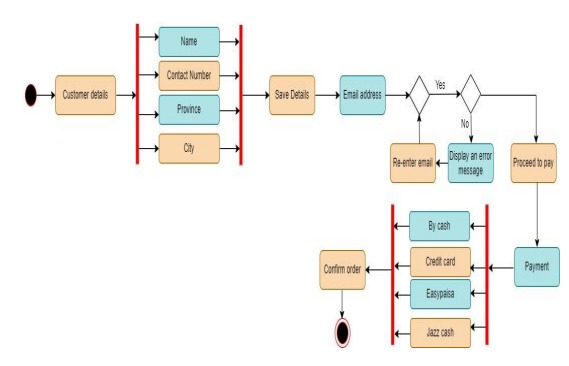 Customer details
Name
Contact Number
Province
City
Save Details
Email address
Yes
No
Re-enter email
Display an error
message
Proceed to pay
Payment
By cash
Credit card
Easypaisa
Jazz cash
Confirm order